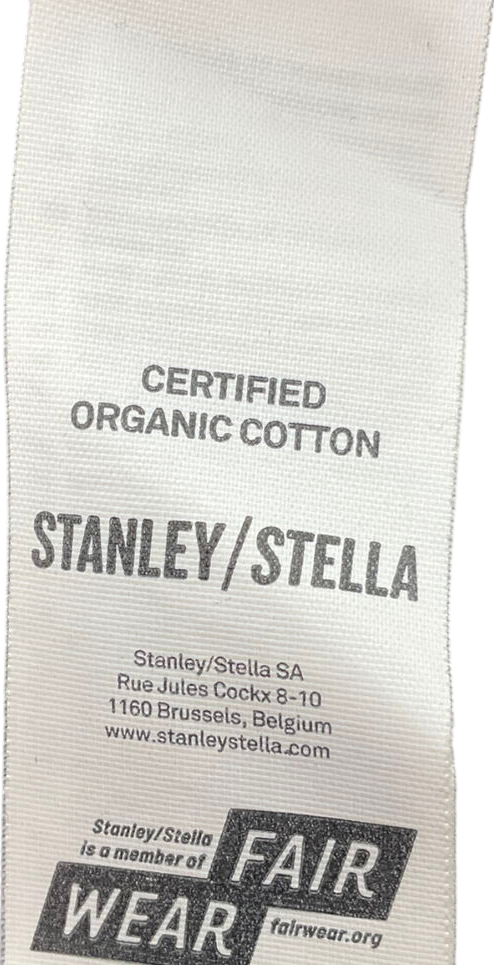 CERTIFIED
ORGANIC COTTON
STANLEY/STELLA
Stanley/Stella SA
Rue Jules Cockx 8-10
1160 Brussels, Belgium
www.stanleystella.com
Stanley/Stella
is a member of
FAIR
WEAR
fairwear.org